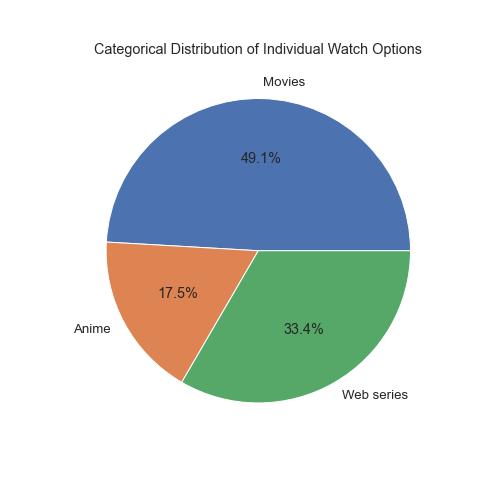 Categorical Distribution of Individual Watch Options
Movies
49.1%
17.5%
33.4%
Anime
Web series